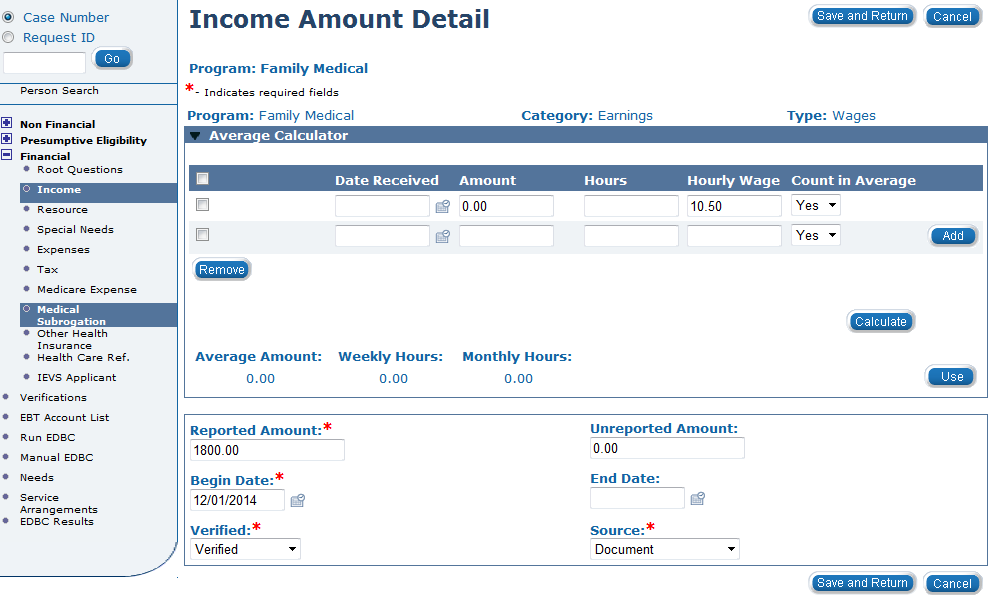 Case Number
Request ID
Go
Person Search
Non Financial
Presumptive Eligibility
Financial
Root Questions
Income
Resource
Special Needs
Expenses
Tax
Medicare Expense
Medical
Subrogation
Other Health
Insurance
Health Care Ref.
IEVS Applicant
Verifications
EBT Account List
Run EDBC
Manual EDBC
Needs
Service
Arrangements
EDBC Results
Income Amount Detail
Save and Return Cancel
Program: Family Medical
*- Indicates required fields
Program: Family Medical Category: Earnings Type: Wages
Average Calculator
Date Received Amount Hours Hourly Wage Count in Average
0.00 10.50 Yes
Yes Add
Remove
Calculate
Average Amount: Weekly Hours: Monthly Hours:
0.00 0.00 0.00
Use
Reported Amount:* Unreported Amount:
1800.00 0.00
Begin Date:* End Date:
12/01/2014
Verified:* Source:*
Verified Document
Save and Return Cancel